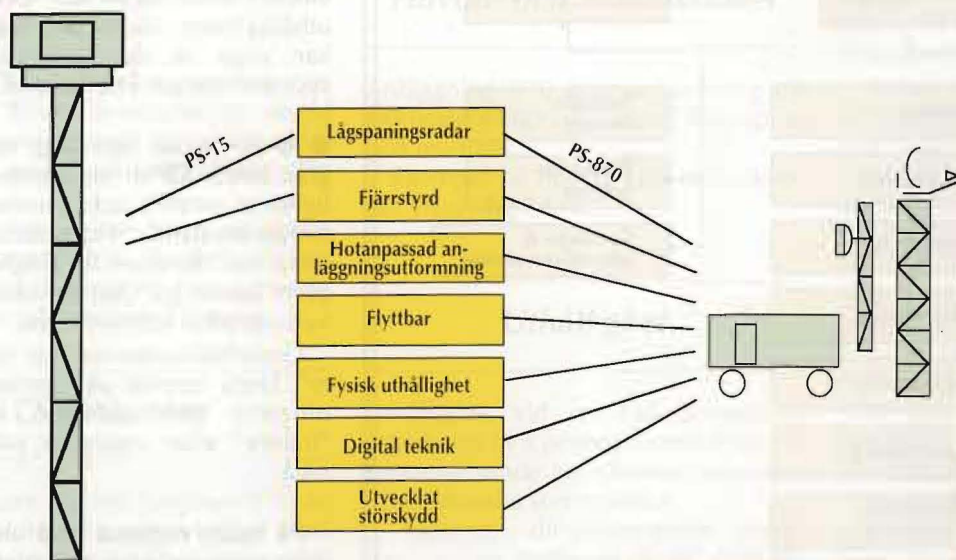 PS-15
Lågspaningsradar
PS-870
Fjärrstyrd
Hotanpassad an-
läggningsutformning
Flyttbar
Fysisk uthållighet
Digital teknik
Utvecklat
störskydd